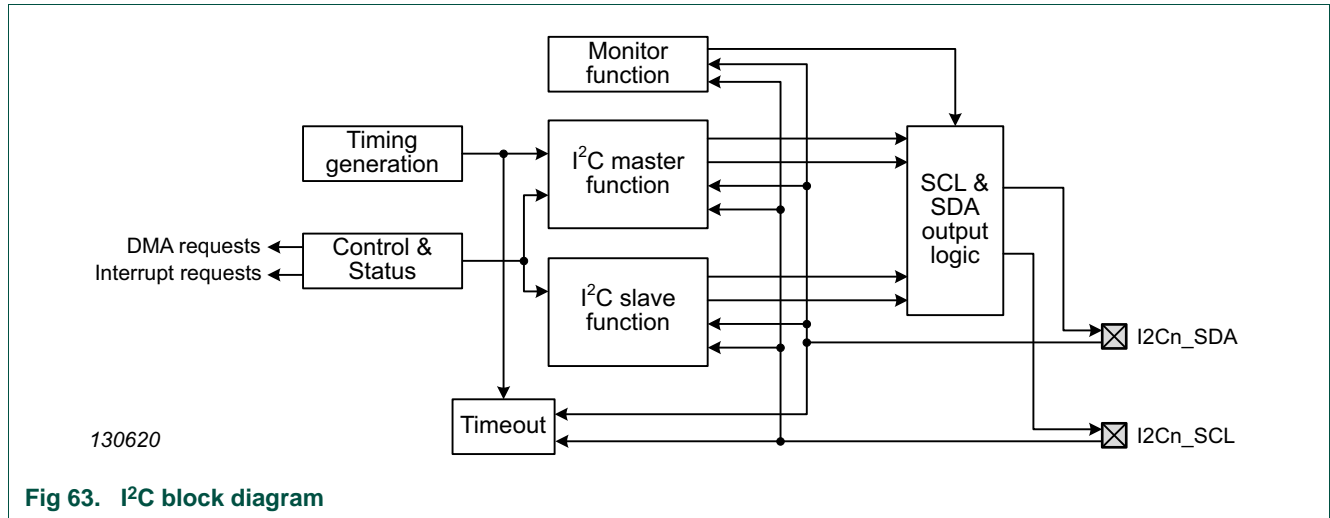 Monitor
function
Timing
generation
I²C master
function
SCL &
SDA
output
logic
DMA requests
Interrupt requests
Control &
Status
I²C slave
function
I2Cn_SDA
Timeout
I2Cn_SCL
130620
Fig 63. I²C block diagram